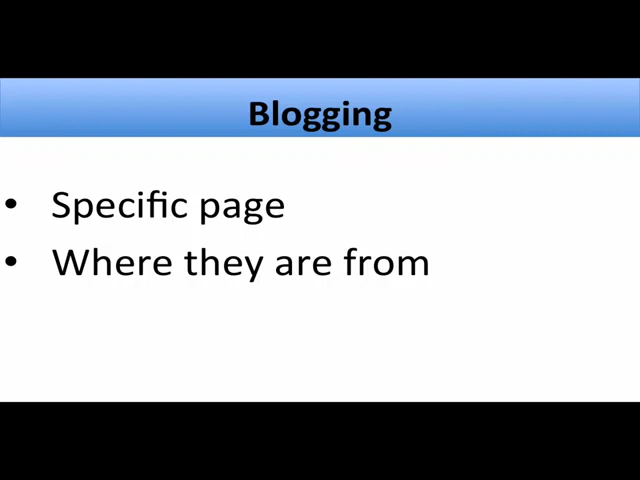 Blogging
• Specific page
• Where they are from